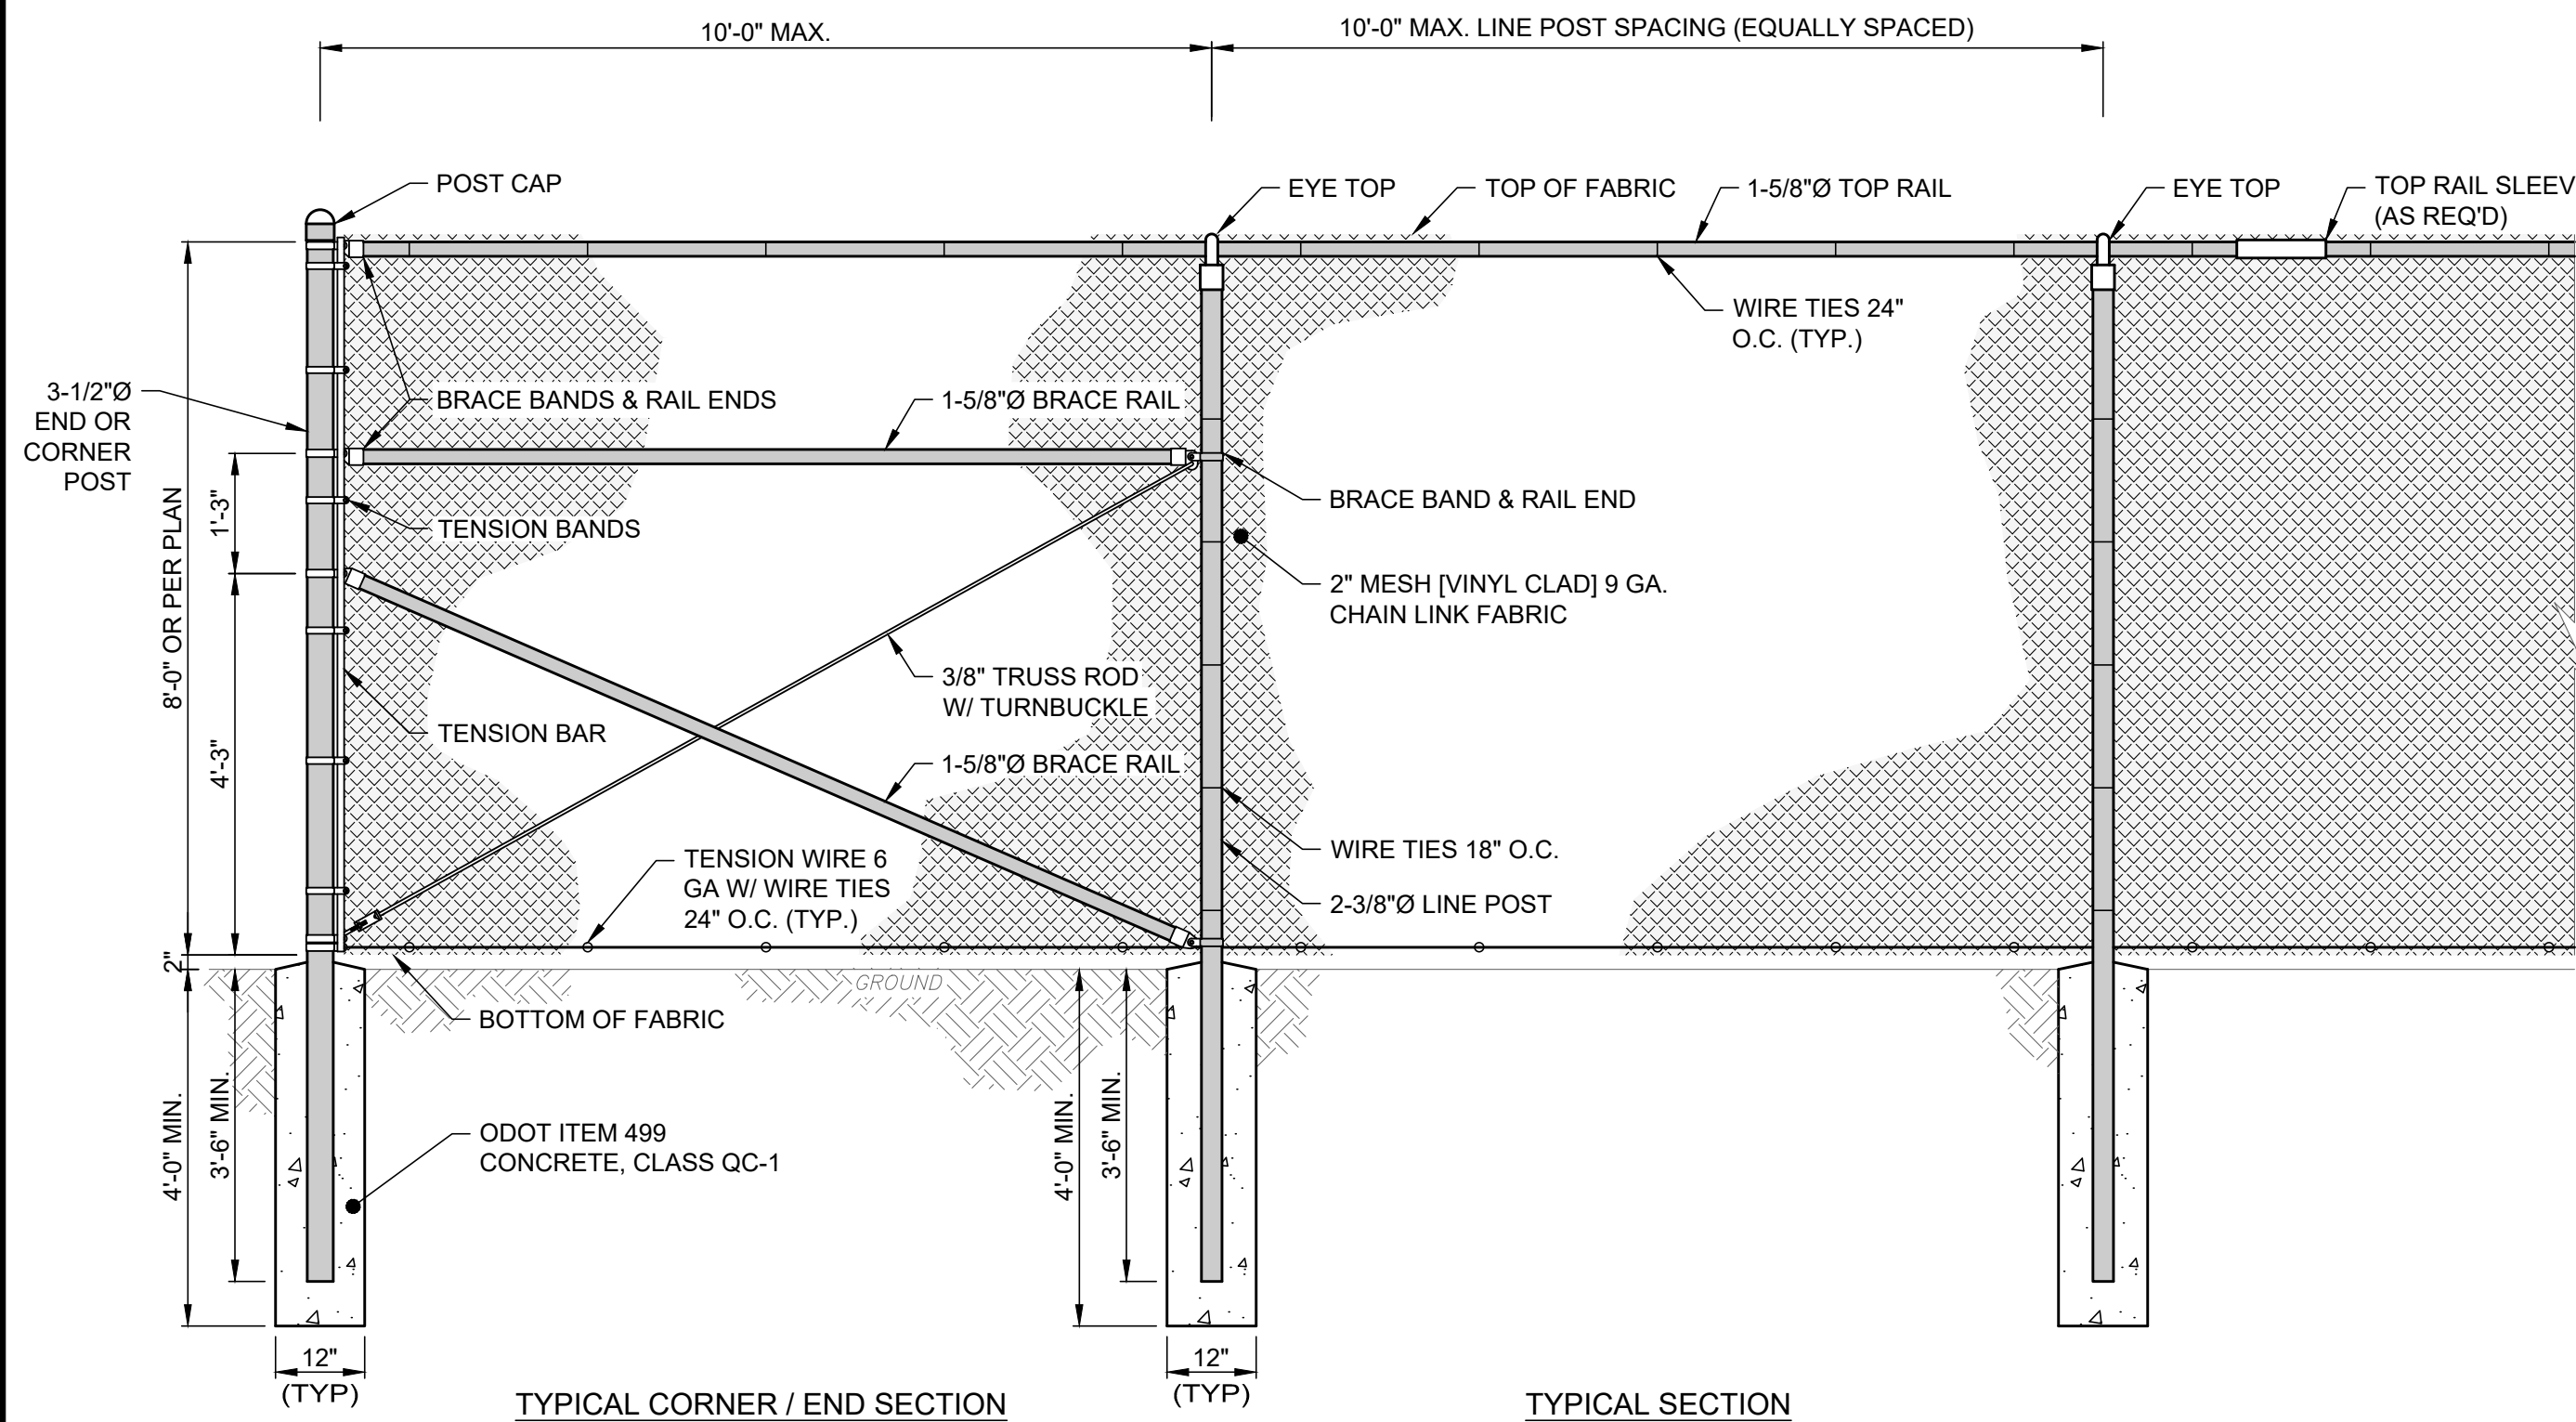 10'-0" MAX.
10'-0" MAX. LINE POST SPACING (EQUALLY SPACED)
POST CAP
EYE TOP
TOP OF FABRIC
1-5/8"Ø TOP RAIL
EYE TOP
TOP RAIL SLEEV
(AS REQ'D)
WIRE TIES 24"
O.C. (TYP.)
3-1/2"Ø
END OR
CORNER
POST
BRACE BANDS & RAIL ENDS
1-5/8"Ø BRACE RAIL
8'-0" OR PER PLAN
1'-3"
TENSION BANDS
BRACE BAND & RAIL END
2" MESH [VINYL CLAD] 9 GA.
CHAIN LINK FABRIC
3/8" TRUSS ROD
W/ TURNBUCKLE
TENSION BAR
4'-3"
1-5/8"Ø BRACE RAIL
TENSION WIRE 6
GA W/ WIRE TIES
24" O.C. (TYP.)
WIRE TIES 18" O.C.
2-3/8"Ø LINE POST
2"
GROUND
BOTTOM OF FABRIC
4'-0" MIN.
3'-6" MIN.
ODOT ITEM 499
CONCRETE, CLASS QC-1
4'-0" MIN.
3'-6" MIN.
12"
(TYP)
12"
(TYP)
TYPICAL CORNER / END SECTION
TYPICAL SECTION